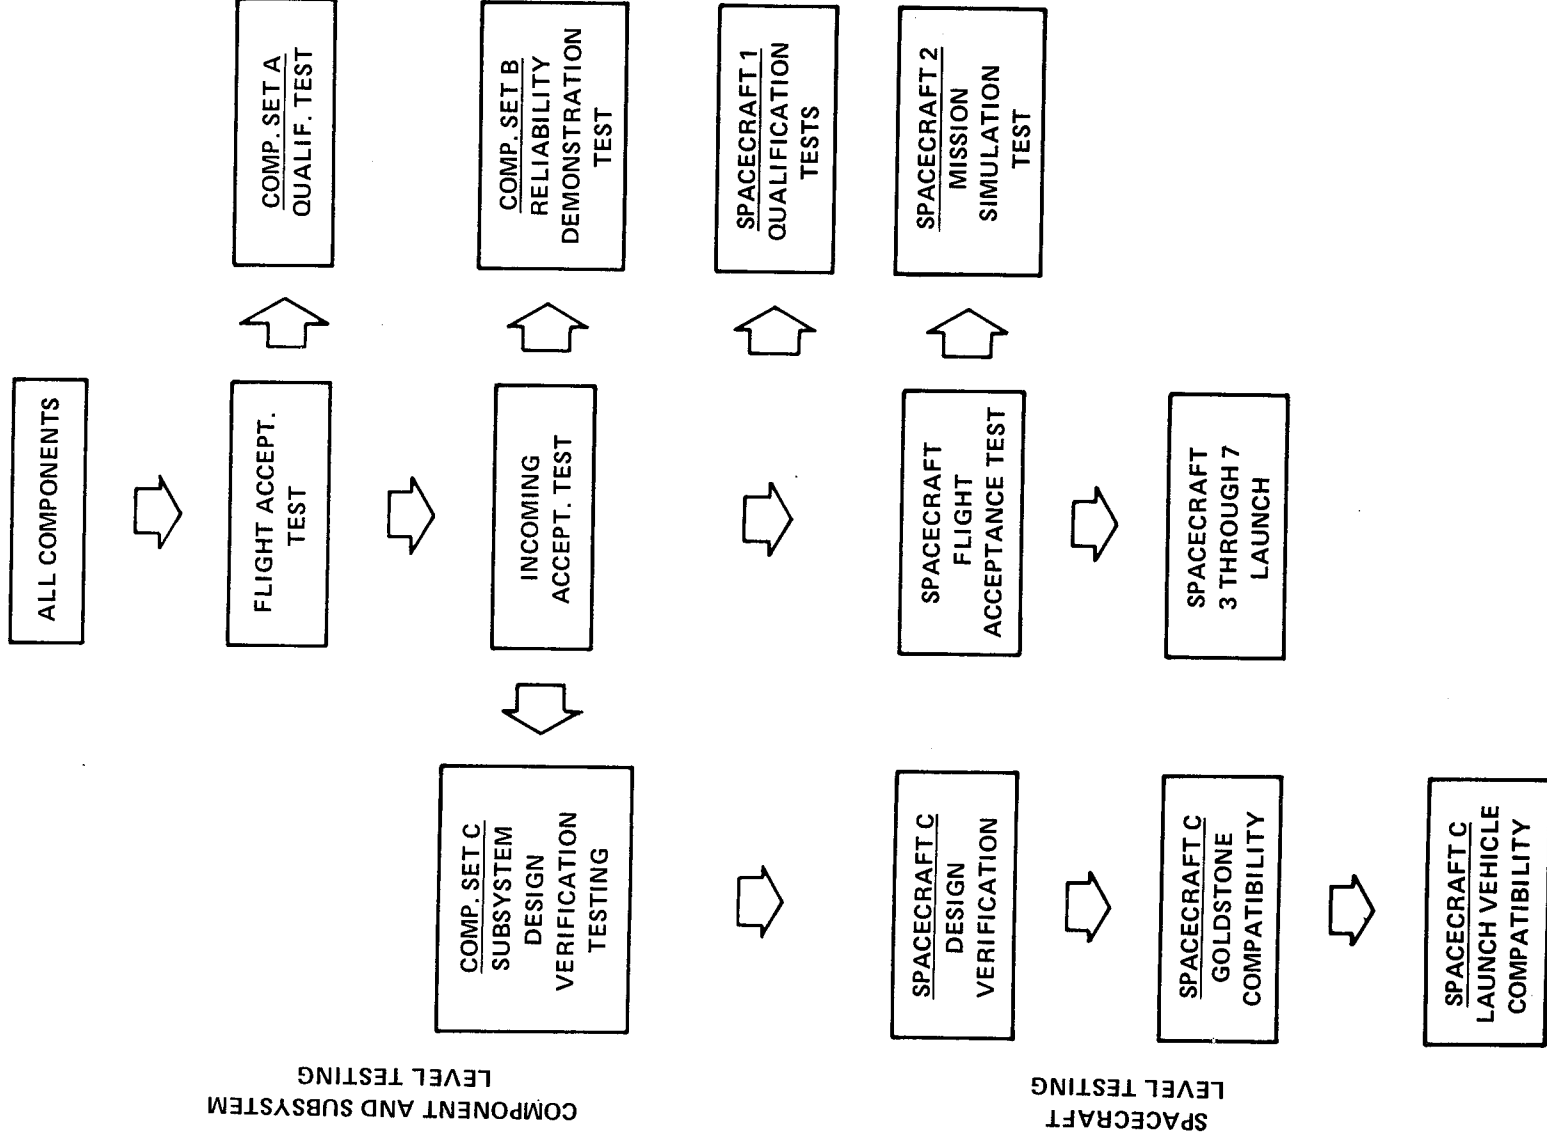 ALL COMPONENTS
FLIGHT ACCEPT.
TEST
COMP. SET A
QUALIF. TEST
COMPONENT AND SUBSYSTEM
LEVEL TESTING
COMP. SET C
SUBSYSTEM
DESIGN
VERIFICATION
TESTING
INCOMING
ACCEPT. TEST
COMP. SET B
RELIABILITY
DEMONSTRATION
TEST
SPACECRAFT 1
QUALIFICATION
TESTS
SPACECRAFT
LEVEL TESTING
SPACECRAFT C
DESIGN
VERIFICATION
SPACECRAFT
FLIGHT
ACCEPTANCE TEST
SPACECRAFT 2
MISSION
SIMULATION
TEST
SPACECRAFT C
GOLDSTONE
COMPATIBILITY
SPACECRAFT
3 THROUGH 7
LAUNCH
SPACECRAFT C
LAUNCH VEHICLE
COMPATIBILITY